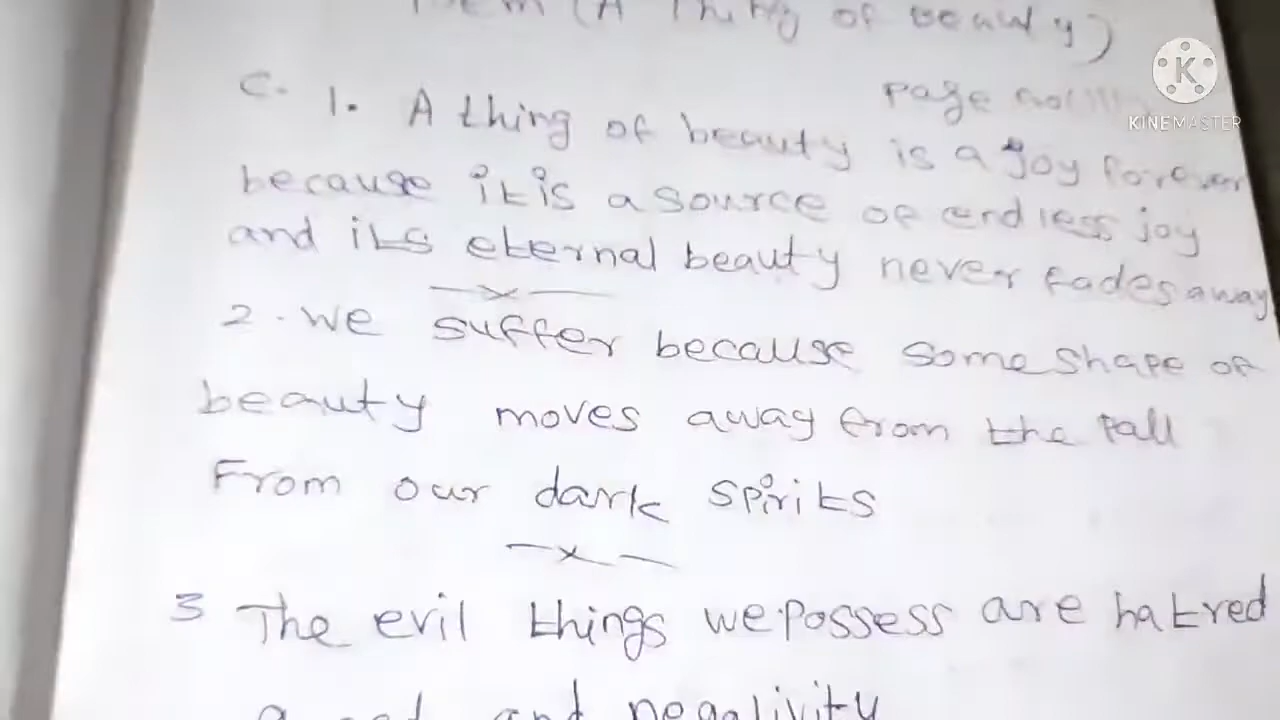 (A Thing of beauty)
C. 1. A thing of beauty is a joy forever
page no
KINEMASTER
because it is a source of endless joy
and its eternal beauty never fades away
2. we suffer because some shape of
beauty moves away from the Pall
From our dark spirits
3 The evil things we possess are hatred
and negativity